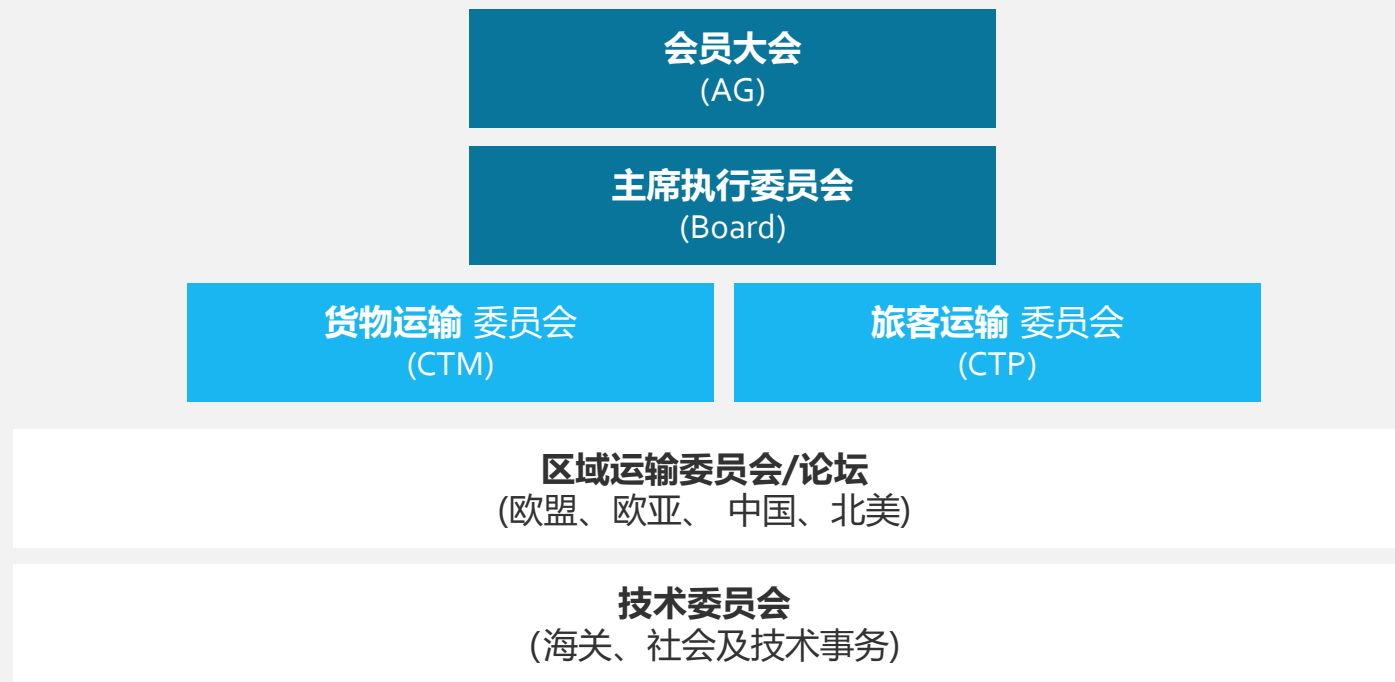 会员大会
(AG)
主席执行委员会
(Board)
货物运输 委员会
(CTM)
旅客运输 委员会
(CTP)
区域运输委员会/论坛
(欧盟、欧亚、 中国、北美)
技术委员会
(海关、社会及技术事务)